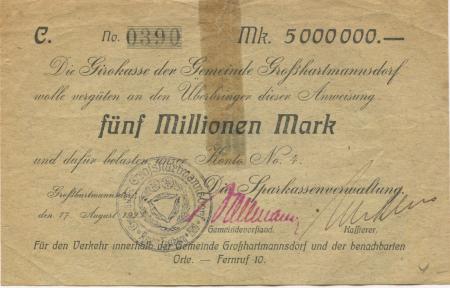 C. No. 0390 Mk. 5000000.—
Die Girokasse der Gemeinde Großhartmannsdorf
wolle vergüten an den Überbringer dieser Anweisung
fünf Millionen Mark
und dafür belasten unser Konto No. 4.
Großhartmannsdorf Die Sparkassenverwaltung.
den 17. August
Gemeindevorstand. Kassierer.
Für den Verkehr innerhalb der Gemeinde Großhartmannsdorf und der benachbarten
Orte. — Fernruf 10.